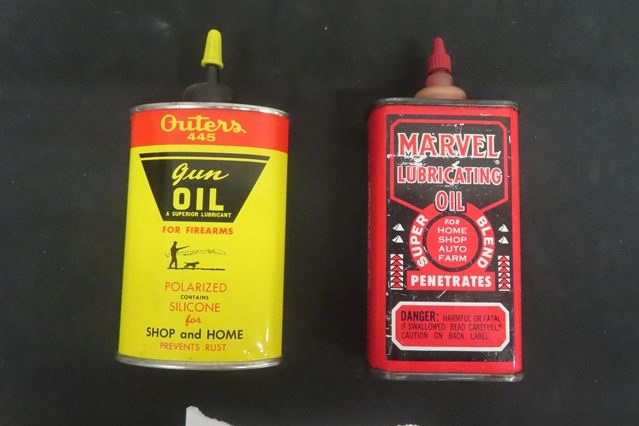 Outers
445
Gun
OIL
A SUPERIOR LUBRICANT
FOR FIREARMS
POLARIZED
CONTAINS
SILICONE
for
SHOP and HOME
PREVENTS RUST
MARVEL
LUBRICATING
OIL
SUPER BLEND
FOR
HOME
SHOP
AUTO
FARM
PENETRATES
DANGER: HARMFUL OR FATAL
IF SWALLOWED. READ CAREFULLY
CAUTION ON BACK LABEL.